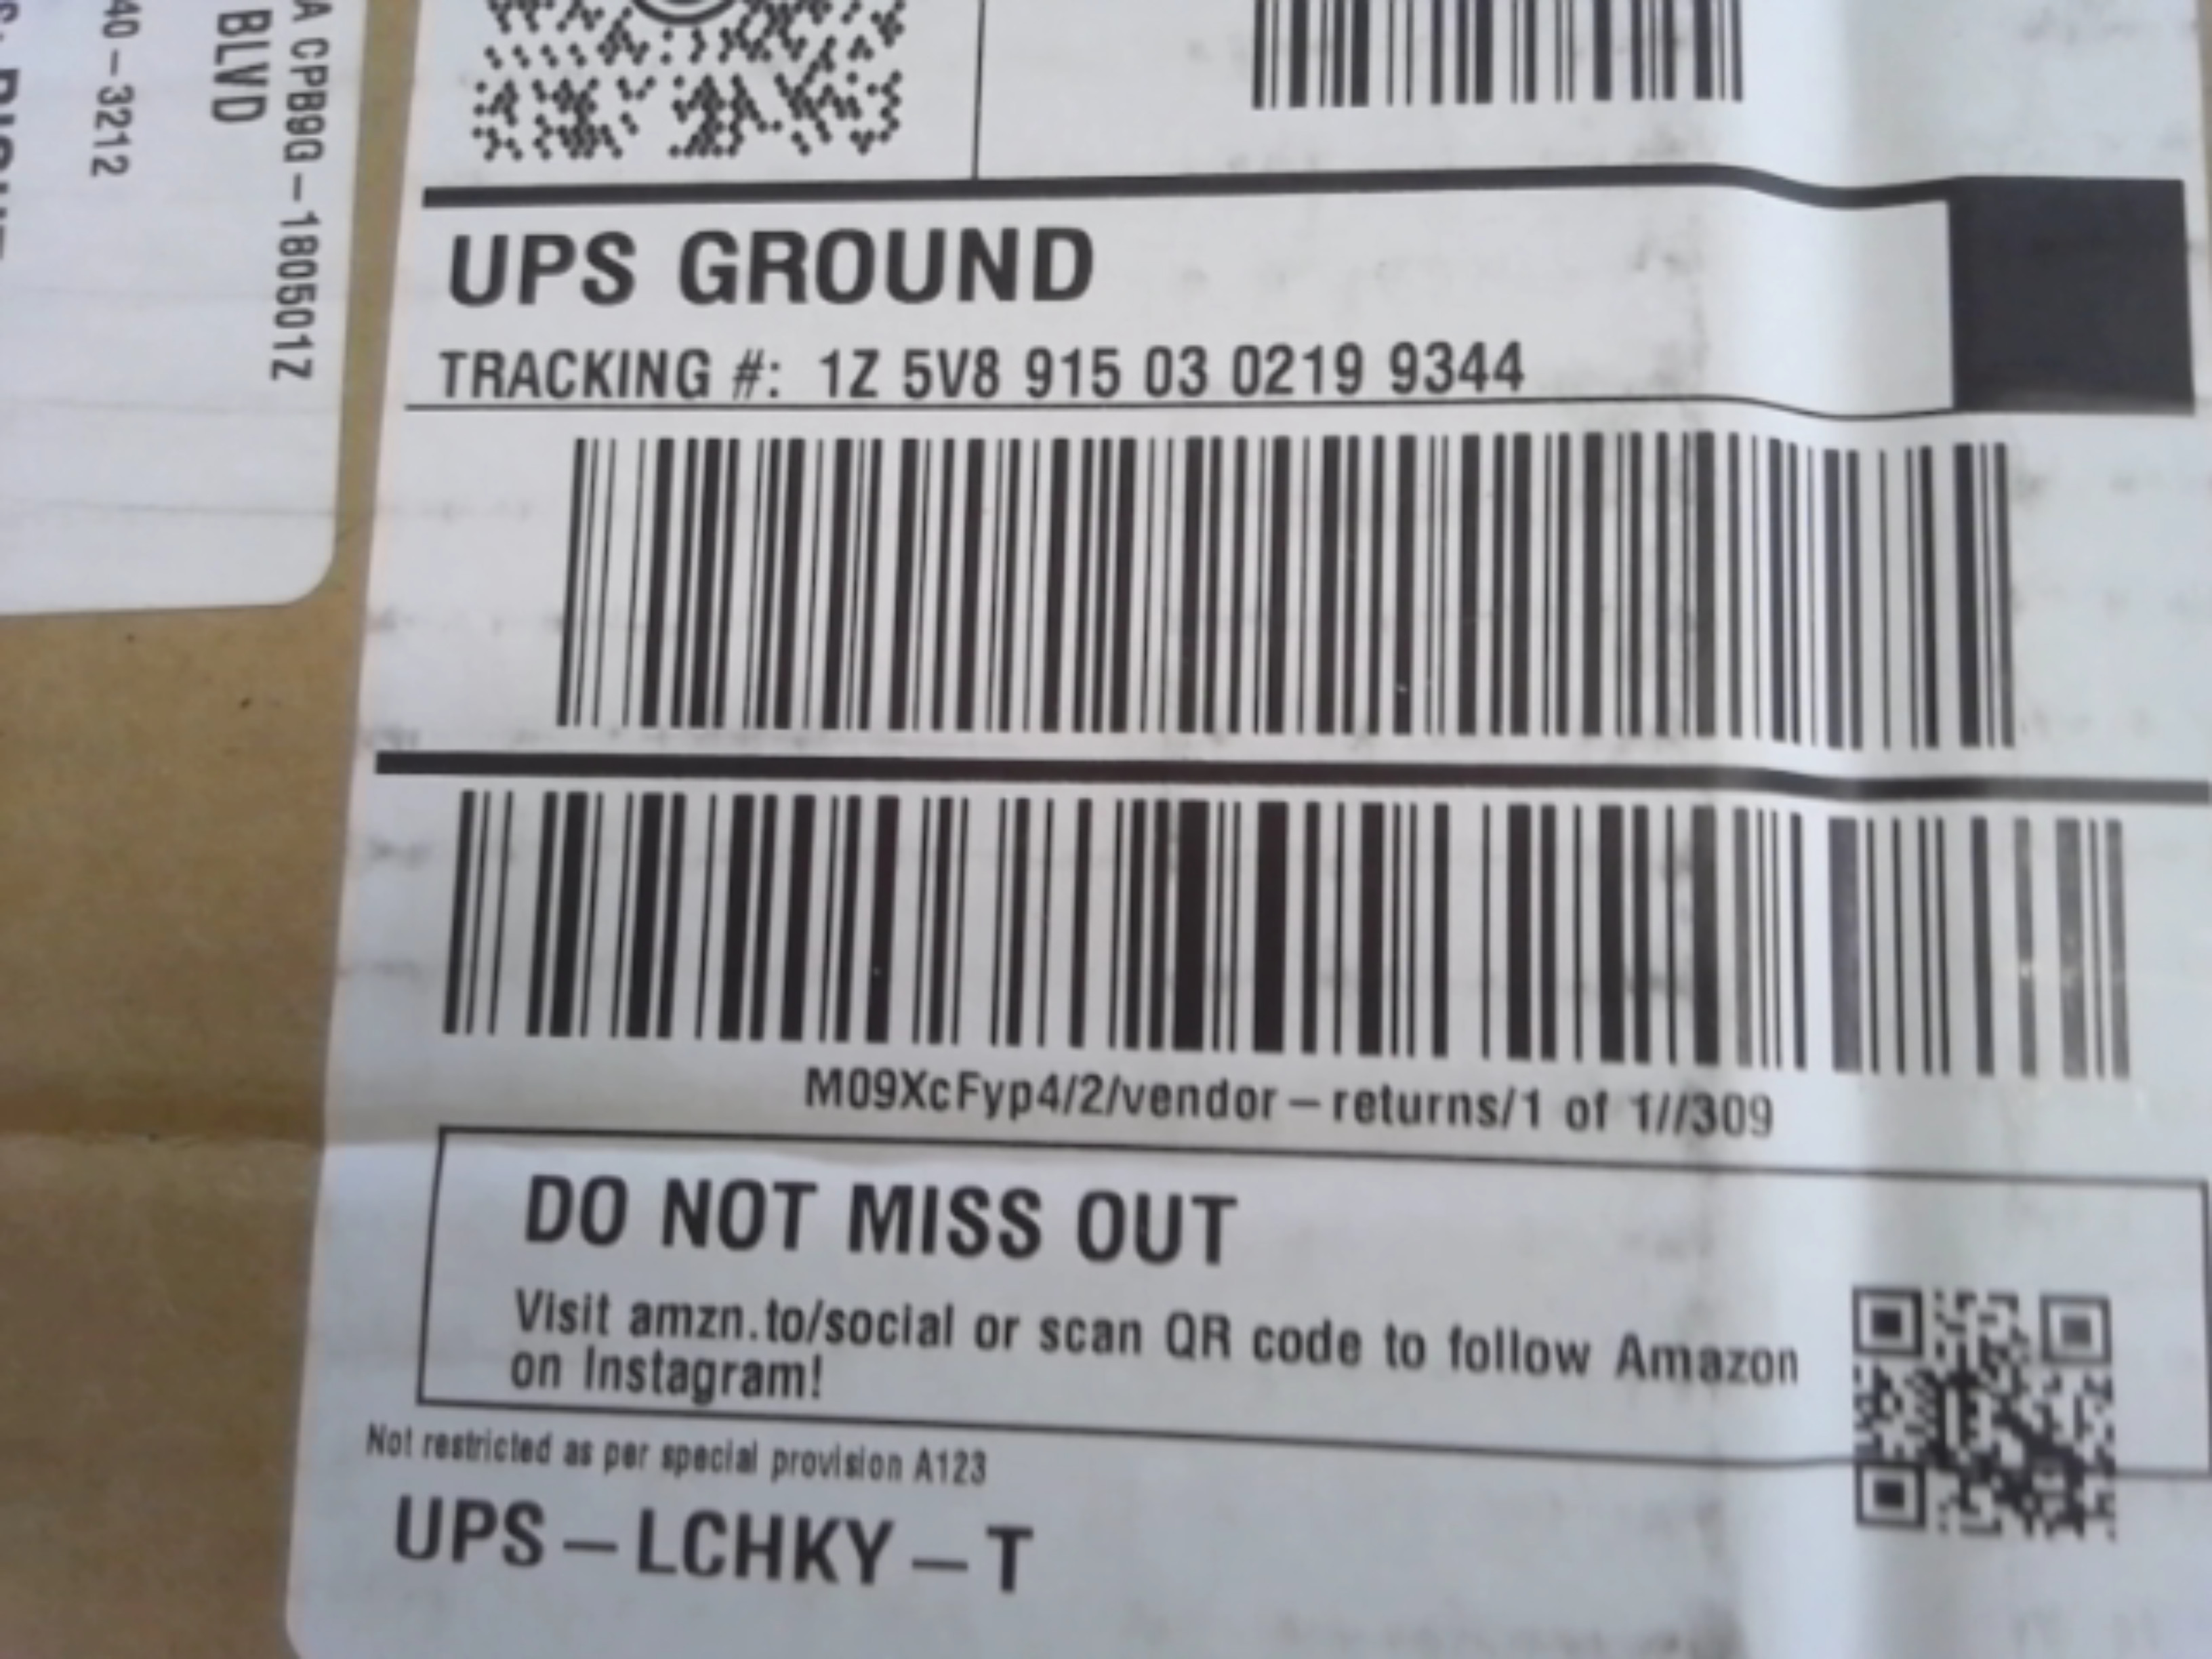 A CPB9G-180501Z
BLVD
40-3212
UPS GROUND
TRACKING #: 1Z 5V8 915 03 0219 9344
M09XcFyp4/2/vendor-returns/1 of 1//309
DO NOT MISS OUT
Visit amzn.to/social or scan QR code to follow Amazon
on Instagram!
Not restricted as per special provision A123
UPS-LCHKY-T